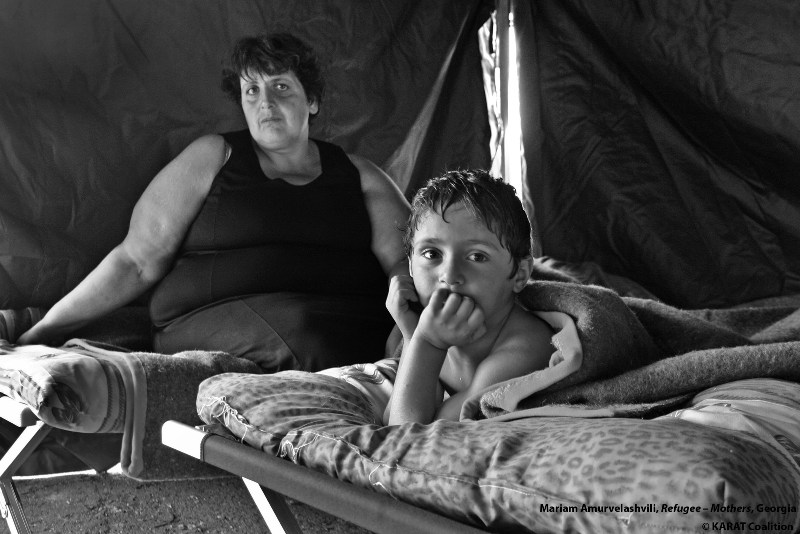 Mariam Amurvelashvili, Refugee – Mothers, Georgia
© KARAT Coalition